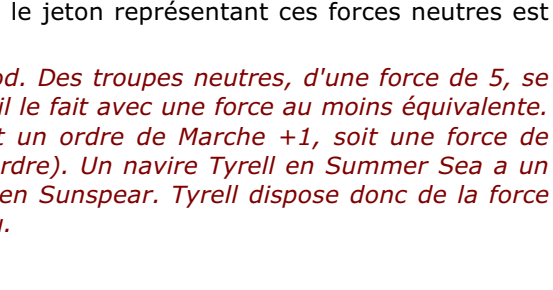 le jeton représentant ces forces neutres est
od. Des troupes neutres, d'une force de 5, se
il le fait avec une force au moins équivalente.
t un ordre de Marche +1, soit une force de
rdre). Un navire Tyrell en Summer Sea a un
en Sunspear. Tyrell dispose donc de la force